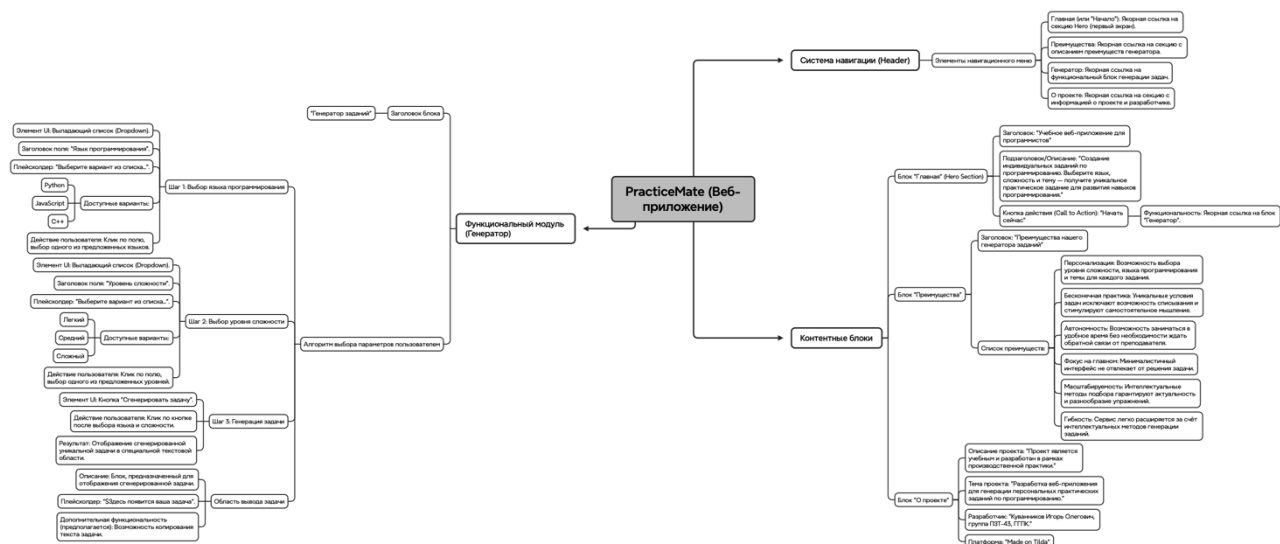 PracticeMate (Веб-
приложение)
Система навигации (Header)
Элементы навигационного меню
Главная (или "Начало"): Якорная ссылка на
секцию Hero (первый экран).
Преимущества: Якорная ссылка на секцию с
описанием преимуществ генератора.
Генератор: Якорная ссылка на
функциональный блок генерации задач.
О проекте: Якорная ссылка на секцию с
информацией о проекте и разработчике.
Контентные блоки
Блок "Главная" (Hero Section)
Заголовок: "Учебное веб-приложение для
программистов"
Подзаголовок/Описание: "Создание
индивидуальных заданий по
программированию. Выберите язык,
сложность и тему — получите уникальное
практическое задание для развития навыков
программирования."
Кнопка действия (Call to Action): "Начать
сейчас"
Функциональность: Якорная ссылка на блок
"Генератор".
Блок "Преимущества"
Заголовок: "Преимущества нашего
генератора заданий"
Список преимуществ:
Персонализация: Возможность выбора
уровня сложности, языка программирования
и темы для каждого задания.
Бесконечная практика: Уникальные условия
задач исключают возможность списывания и
стимулируют самостоятельное мышление.
Автономность: Возможность заниматься в
удобное время без необходимости ждать
обратной связи от преподавателя.
Фокус на главном: Минималистичный
интерфейс не отвлекает от решения задачи.
Масштабируемость: Интеллектуальные
методы подбора гарантируют актуальность
и разнообразие упражнений.
Гибкость: Сервис легко расширяется за счёт
интеллектуальных методов генерации
заданий.
Блок "О проекте"
Описание проекта: "Проект является
учебным и разработан в рамках
производственной практики."
Тема проекта: "Разработка веб-приложения
для генерации персональных практических
заданий по программированию."
Разработчик: "Куванников Игорь Олегович,
группа ПЗТ-43, ГГПК."
Платформа: "Made on Tilda"
Функциональный модуль
(Генератор)
Заголовок блока
"Генератор заданий"
Алгоритм выбора параметров пользователем
Шаг 1: Выбор языка программирования
Элемент UI: Выпадающий список (Dropdown).
Заголовок поля: "Язык программирования".
Плейсхолдер: "Выберите вариант из списка...".
Доступные варианты:
Python
JavaScript
C++
Действие пользователя: Клик по полю,
выбор одного из предложенных языков.
Шаг 2: Выбор уровня сложности
Элемент UI: Выпадающий список (Dropdown).
Заголовок поля: "Уровень сложности".
Плейсхолдер: "Выберите вариант из списка...".
Доступные варианты:
Легкий
Средний
Сложный
Действие пользователя: Клик по полю,
выбор одного из предложенных уровней.
Шаг 3: Генерация задачи
Элемент UI: Кнопка "Сгенерировать задачу".
Действие пользователя: Клик по кнопке
после выбора языка и сложности.
Результат: Отображение сгенерированной
уникальной задачи в специальной текстовой
области.
Область вывода задачи
Описание: Блок, предназначенный для
отображения сгенерированной задачи.
Плейсхолдер: "SЗдесь появится ваша задача".
Дополнительная функциональность
(предполагается): Возможность копирования
текста задачи.